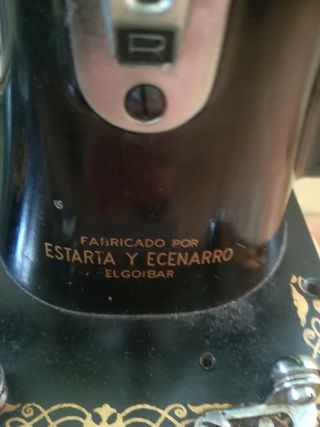 R
FABRICADO POR
ESTARTA Y ECENARRO
ELGOIBAR